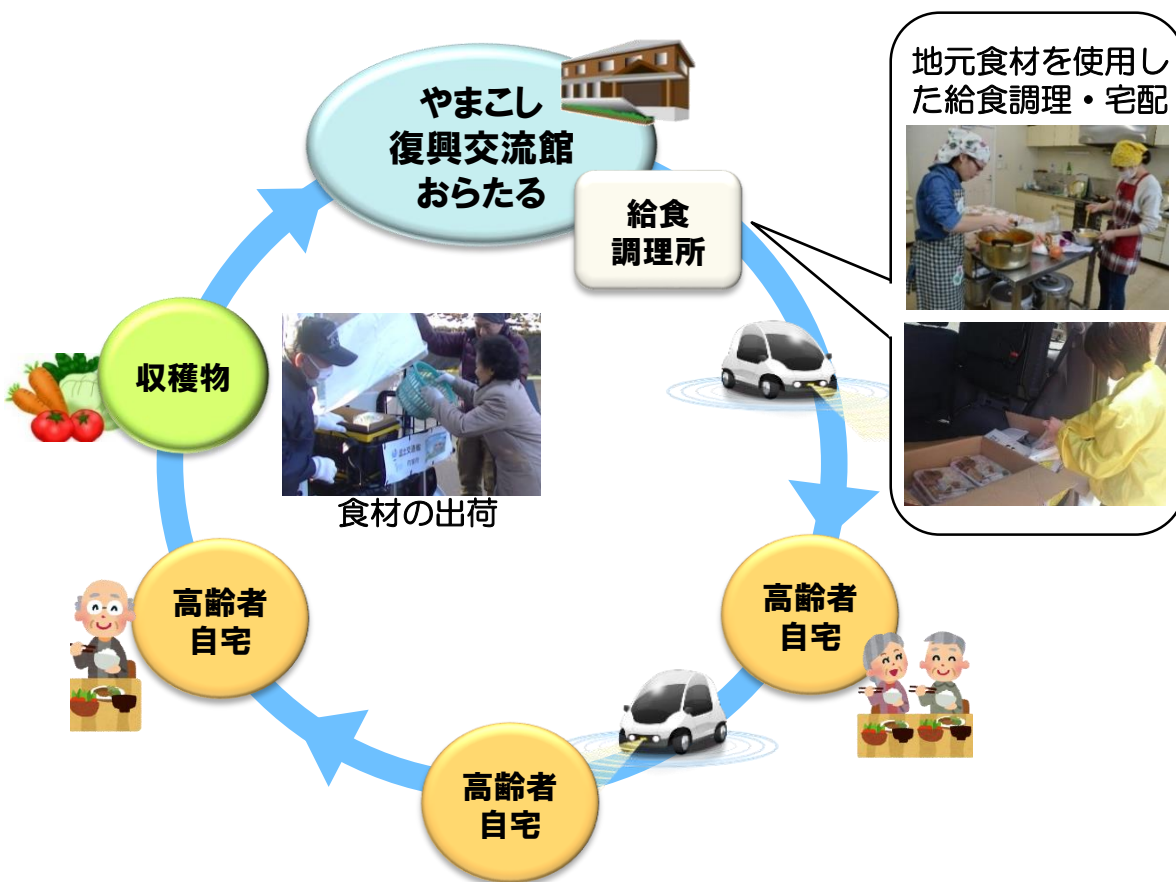 やまこし
復興交流館
おらたる
給食
調理所
地元食材を使用し
た給食調理・宅配
収穫物
食材の出荷
高齢者
自宅
高齢者
自宅
高齢者
自宅